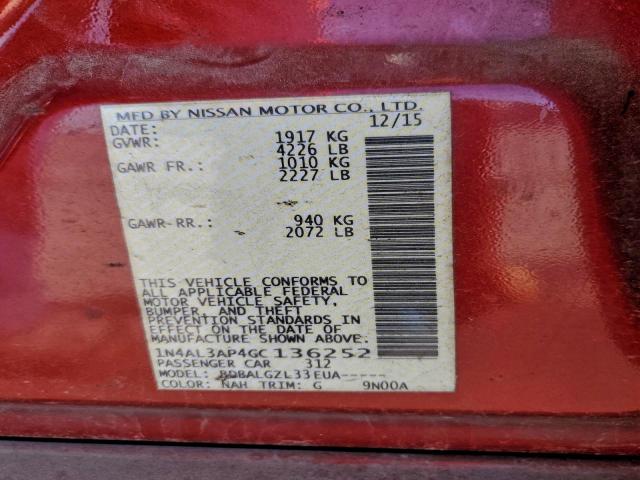 MFD BY NISSAN MOTOR CO., LTD.
DATE: 12/15
GVWR: 1917 KG
4226 LB
GAWR FR.: 1010 KG
2227 LB
GAWR RR.: 940 KG
2072 LB
THIS VEHICLE CONFORMS TO
ALL APPLICABLE FEDERAL
MOTOR VEHICLE SAFETY,
BUMPER, AND THEFT
PREVENTION STANDARDS IN
EFFECT ON THE DATE OF
MANUFACTURE SHOWN ABOVE.
1N4AL3AP4GC136252
PASSENGER CAR 312
MODEL: BDBALGZL33EUA-----
COLOR: NAH TRIM: G 9N00A